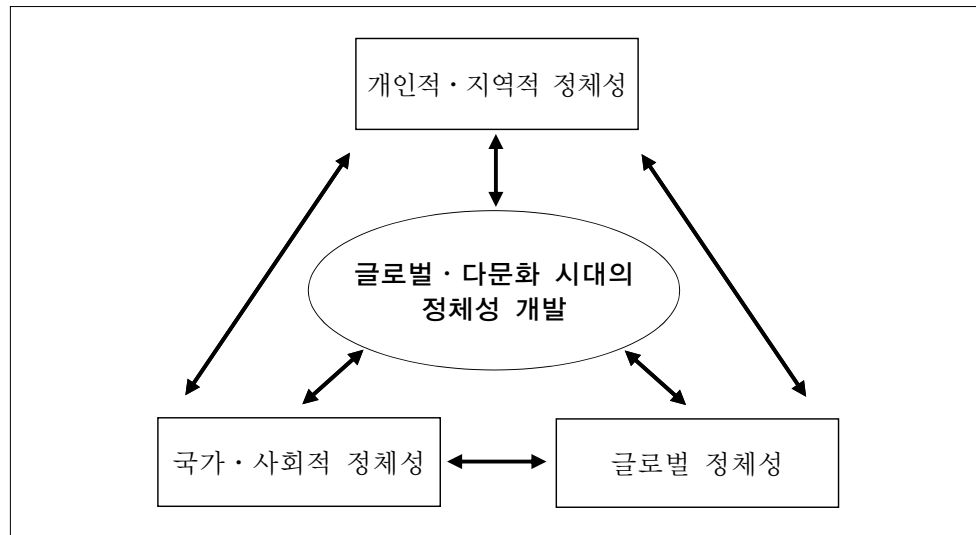 개인적·지역적 정체성
글로벌·다문화 시대의
정체성 개발
국가·사회적 정체성
글로벌 정체성